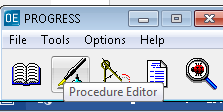 OE PROGRESS
File Tools Options Help
Procedure Editor